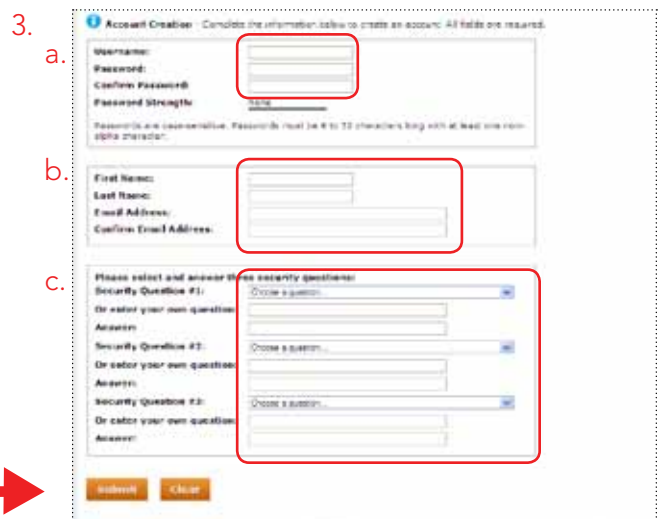 3.
Account Creation - Complete the information below to create an account. All fields are required.
a.
Username:
Password:
Confirm Password:
Password Strength: None
Passwords are case-sensitive. Passwords must be 6 to 32 characters long with at least one non-
alpha character.
b.
First Name:
Last Name:
Email Address:
Confirm Email Address:
c.
Please select and answer three security questions:
Security Question #1: Choose a question...
Or enter your own question:
Answer:
Security Question #2: Choose a question...
Or enter your own question:
Answer:
Security Question #3: Choose a question...
Or enter your own question:
Answer:
Submit Clear